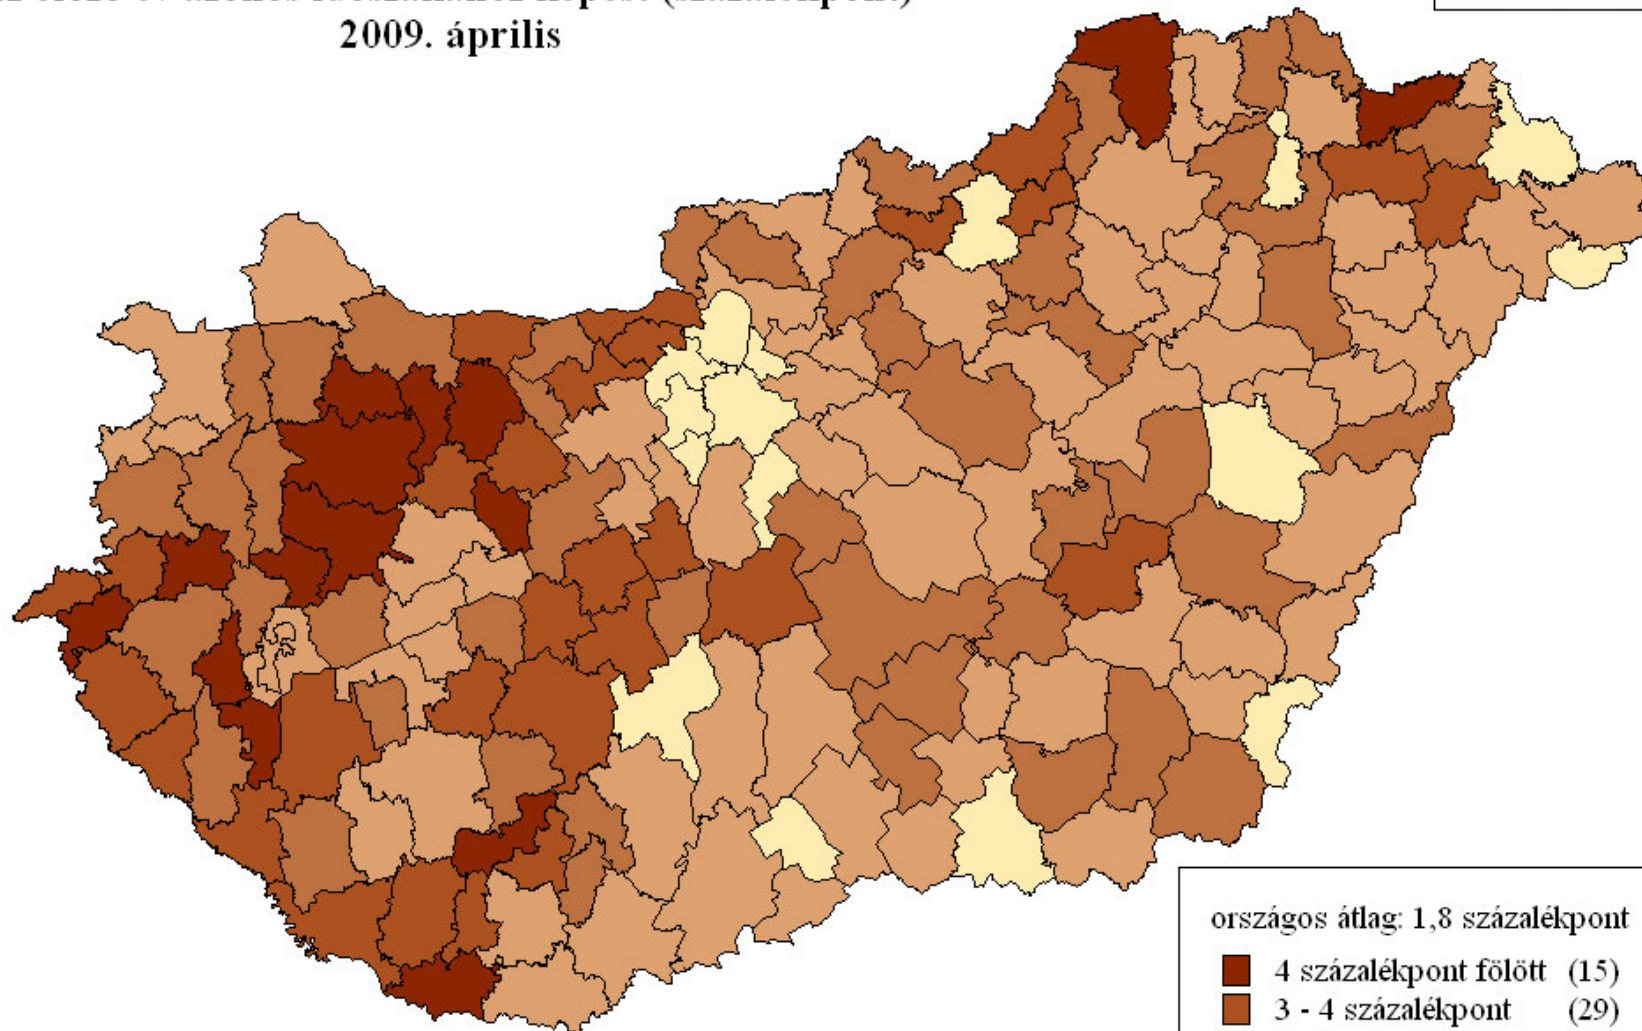 2009. április
országos átlag: 1,8 százalékpont
4 százalékpont fölött (15)
3 - 4 százalékpont (29)